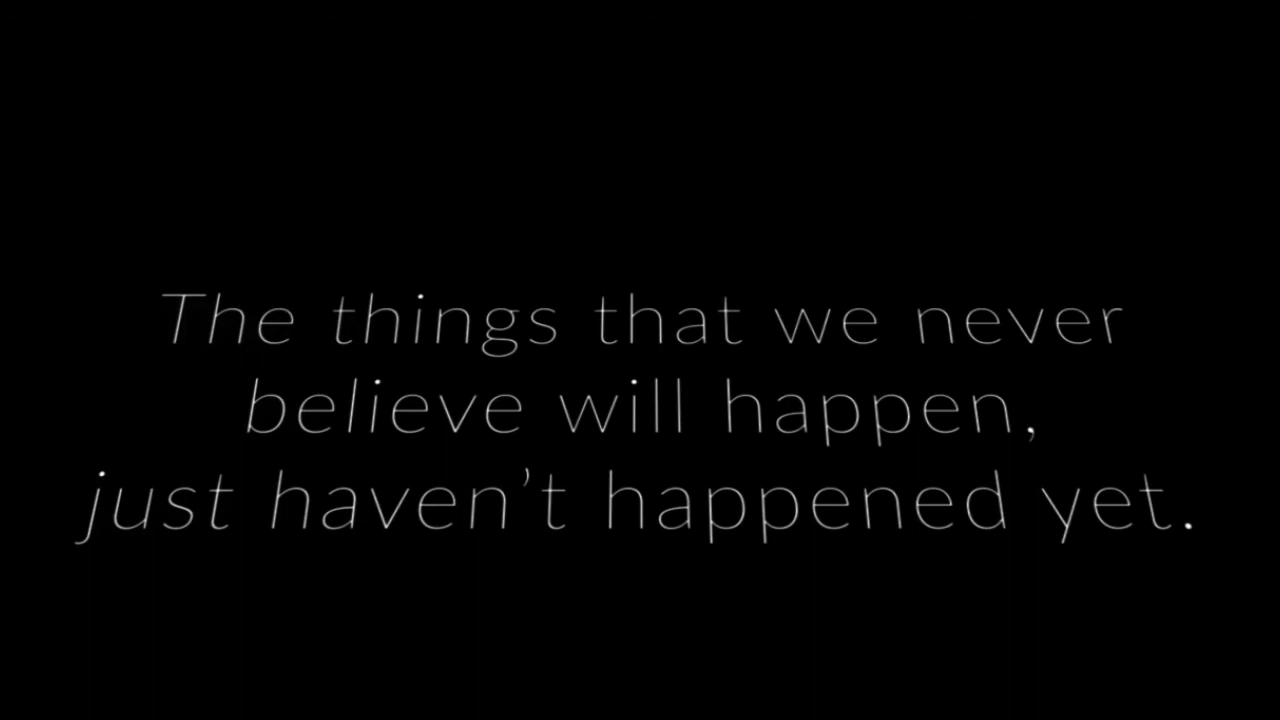 The things that we never
believe will happen,
just haven’t happened yet.